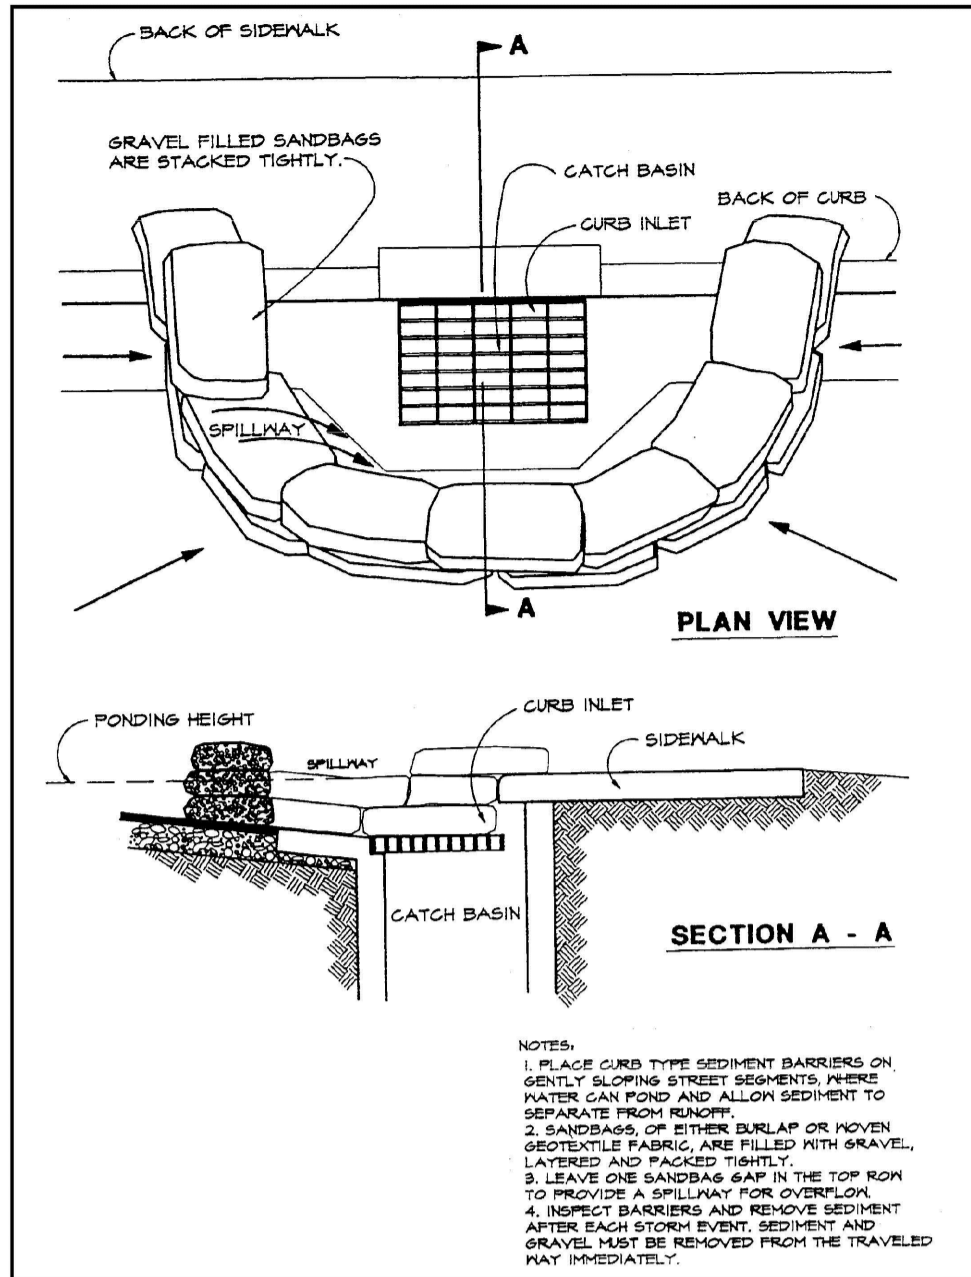 BACK OF SIDEWALK
A
GRAVEL FILLED SANDBAGS
ARE STACKED TIGHTLY.
CATCH BASIN
BACK OF CURB
CURB INLET
SPILLWAY
A
PLAN VIEW
CURB INLET
PONDING HEIGHT
SIDEWALK
SPILLWAY
CATCH BASIN
SECTION A - A
NOTES:
1. PLACE CURB TYPE SEDIMENT BARRIERS ON
GENTLY SLOPING STREET SEGMENTS, WHERE
WATER CAN POND AND ALLOW SEDIMENT TO
SEPARATE FROM RUNOFF.
2. SANDBAGS, OF EITHER BURLAP OR WOVEN
GEOTEXTILE FABRIC, ARE FILLED WITH GRAVEL,
LAYERED AND PACKED TIGHTLY.
3. LEAVE ONE SANDBAG GAP IN THE TOP ROW
TO PROVIDE A SPILLWAY FOR OVERFLOW.
4. INSPECT BARRIERS AND REMOVE SEDIMENT
AFTER EACH STORM EVENT. SEDIMENT AND
GRAVEL MUST BE REMOVED FROM THE TRAVELED
WAY IMMEDIATELY.